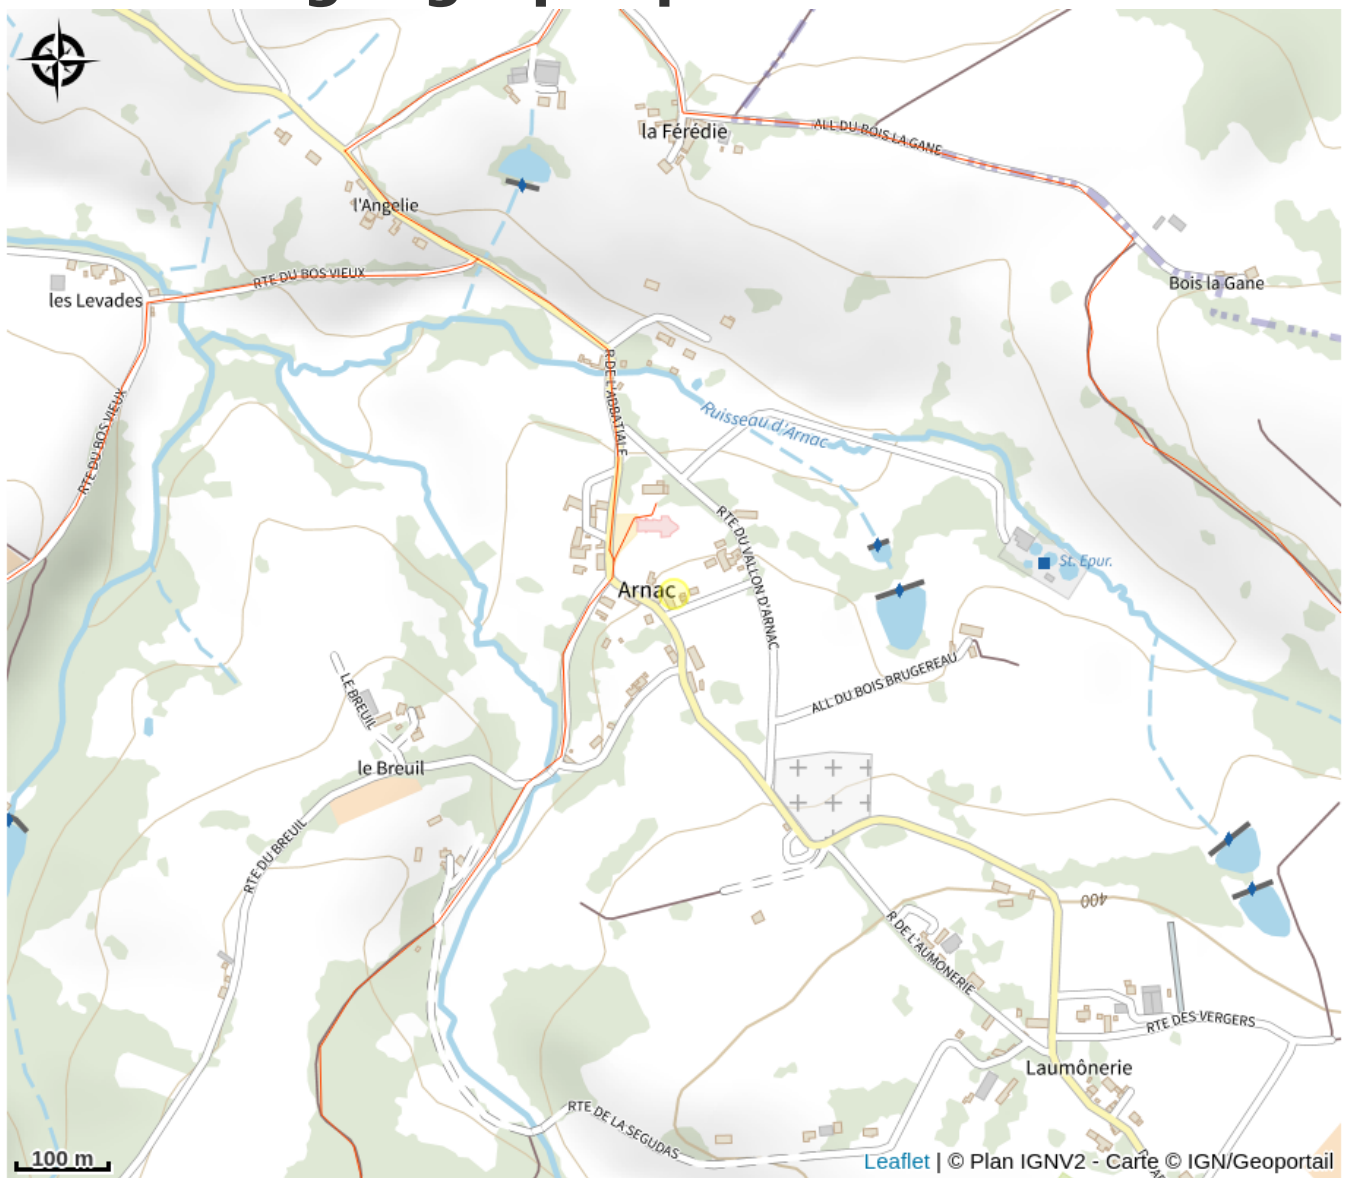 la Férédie
ALL DU BOIS LA GANE
l'Angelie
RTE DU BOS VIEUX
les Levades
Bois la Gane
R DE L'ABBATIALE
RTE DU BOS VIEUX
Ruisseau d'Arnac
RTE DU VALLON D'ARNAC
St. Epur.
Arnac
ALL DU BOIS BRUGEREAU
LE BREUIL
le Breuil
RTE DU BREUIL
400
R DE L'AUMONERIE
RTE DES VERGERS
Laumônerie
RTE DE LA SEGUDAS
100 m
Leaflet | © Plan IGNV2 - Carte © IGN/Geoportail